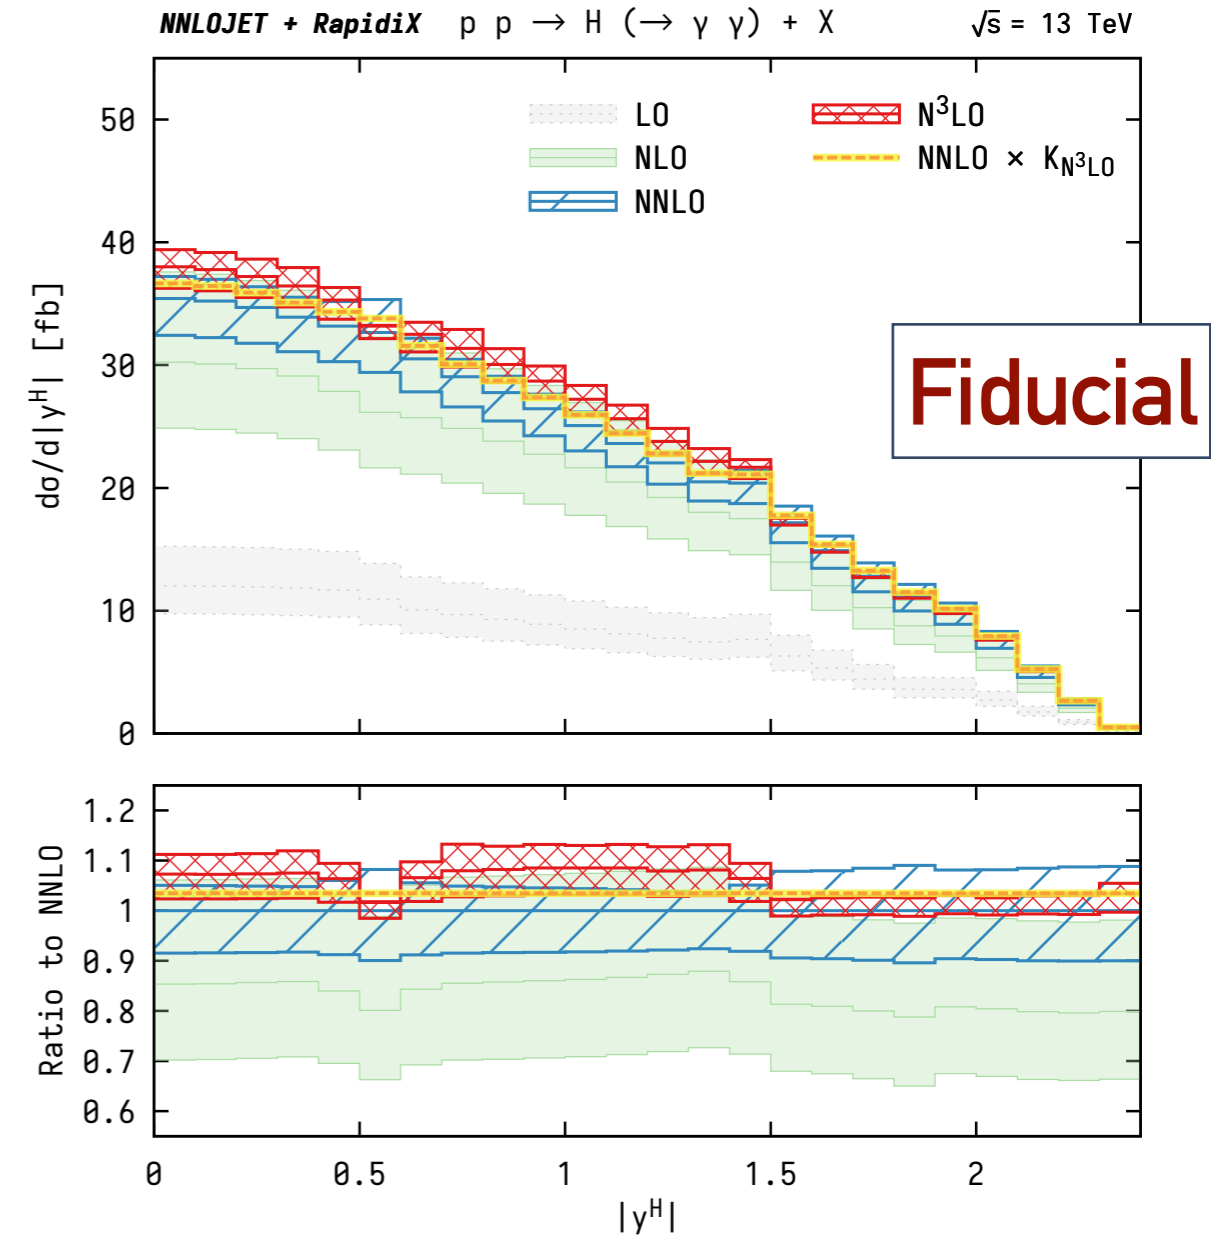 NNLOJET + RapidiX p p → H (→ γ γ) + X √s = 13 TeV
LO
NLO
NNLO
N³LO
NNLO × K_N³LO
Fiducial
dσ/d|yᴴ| [fb]
50
40
30
20
10
0
Ratio to NNLO
1.2
1.1
1
0.9
0.8
0.7
0.6
0 0.5 1 1.5 2
|yᴴ|